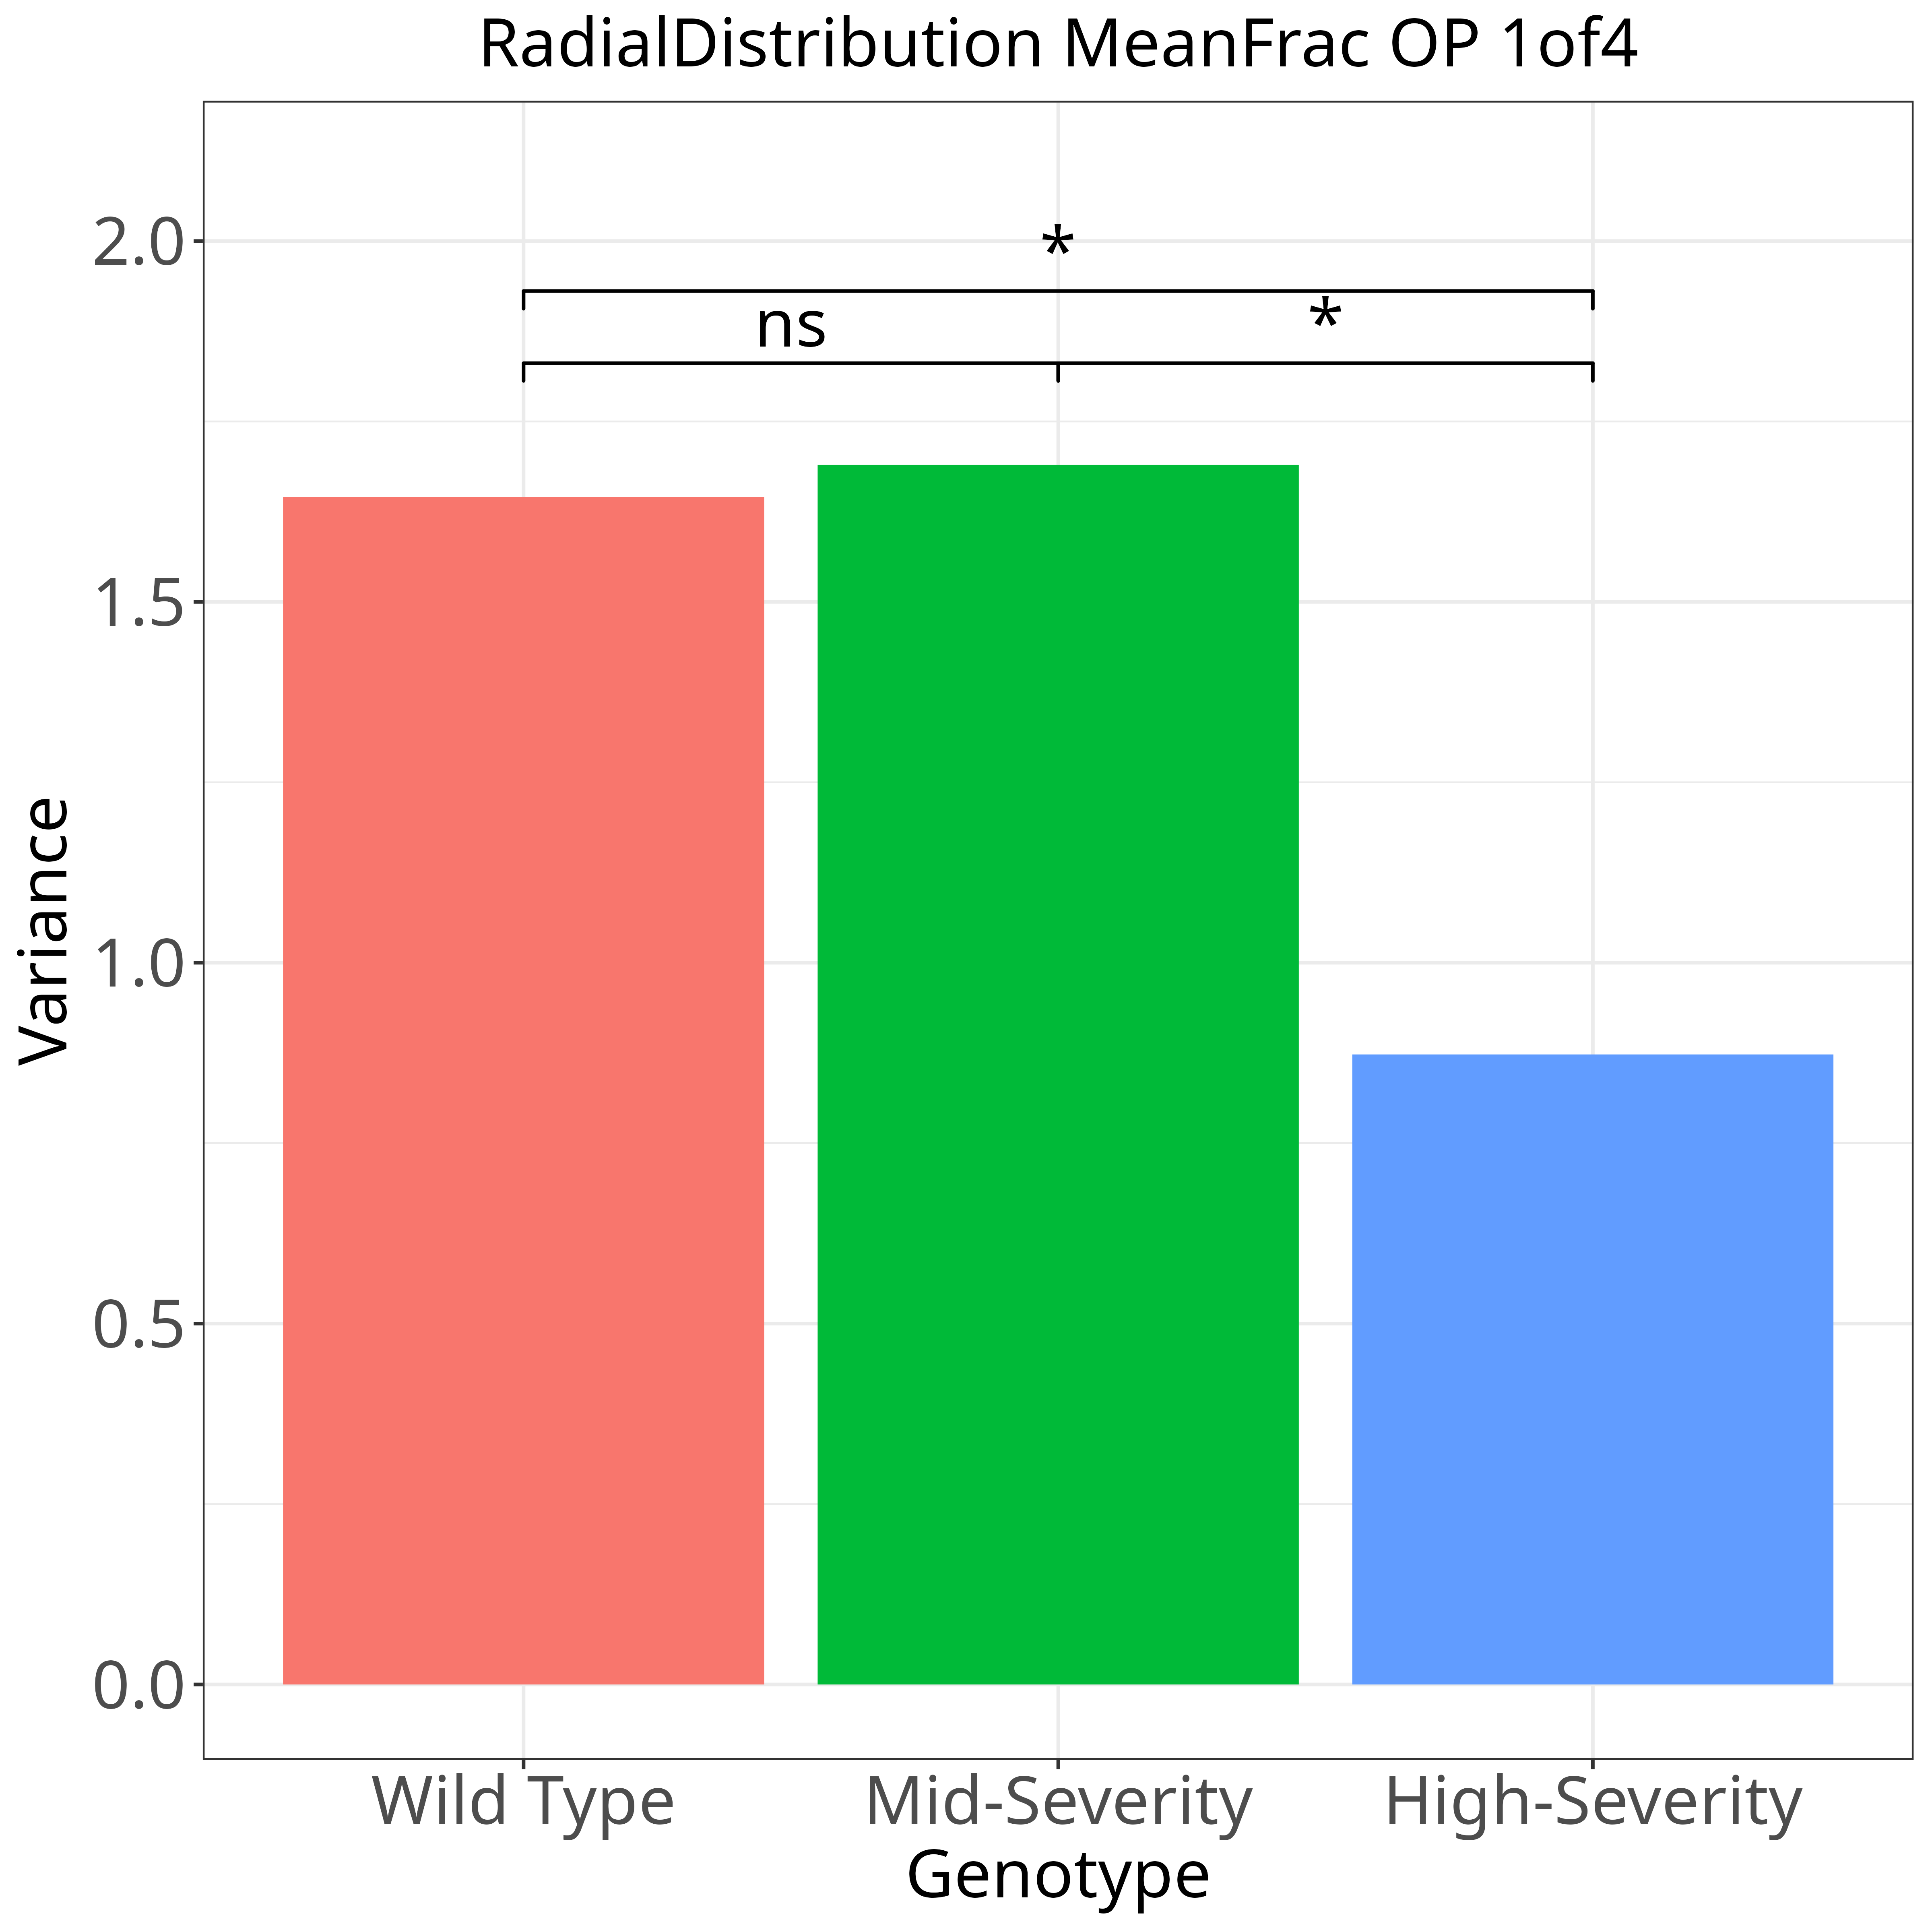 RadialDistribution MeanFrac OP 1of4
2.0
*
ns
*
1.5
Variance
1.0
0.5
0.0
Wild Type
Mid-Severity
High-Severity
Genotype